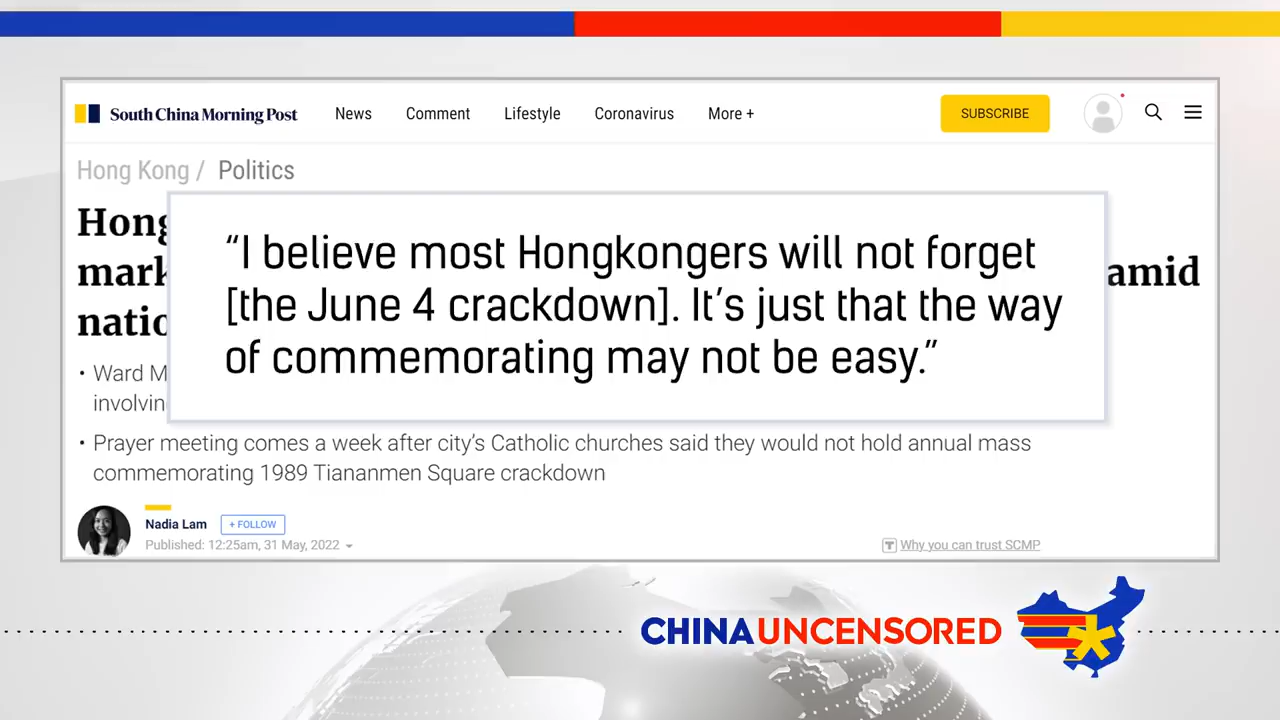 South China Morning Post News Comment Lifestyle Coronavirus More + SUBSCRIBE
Hong Kong / Politics
Hong
mark amid
natio
“I believe most Hongkongers will not forget
[the June 4 crackdown]. It’s just that the way
of commemorating may not be easy.”
• Ward M
involvin
• Prayer meeting comes a week after city’s Catholic churches said they would not hold annual mass
commemorating 1989 Tiananmen Square crackdown
Nadia Lam + FOLLOW
Published: 12:25am, 31 May, 2022
T Why you can trust SCMP
CHINA UNCENSORED